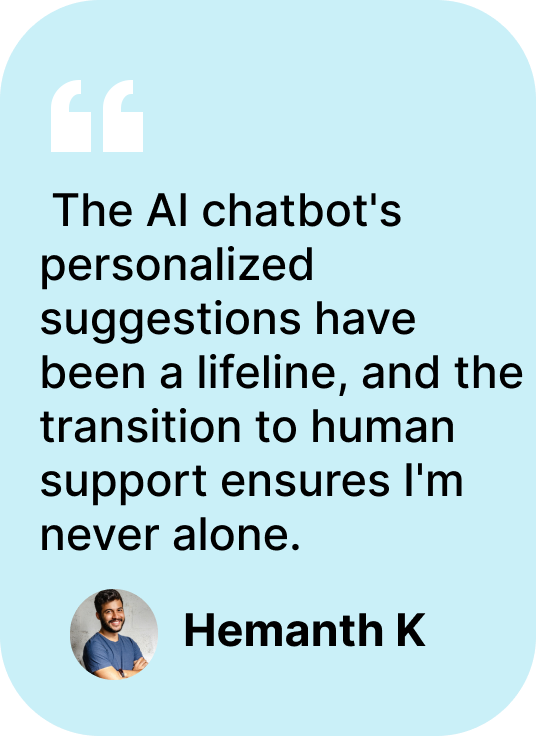 The AI chatbot's
personalized
suggestions have
been a lifeline, and the
transition to human
support ensures I'm
never alone.
Hemanth K